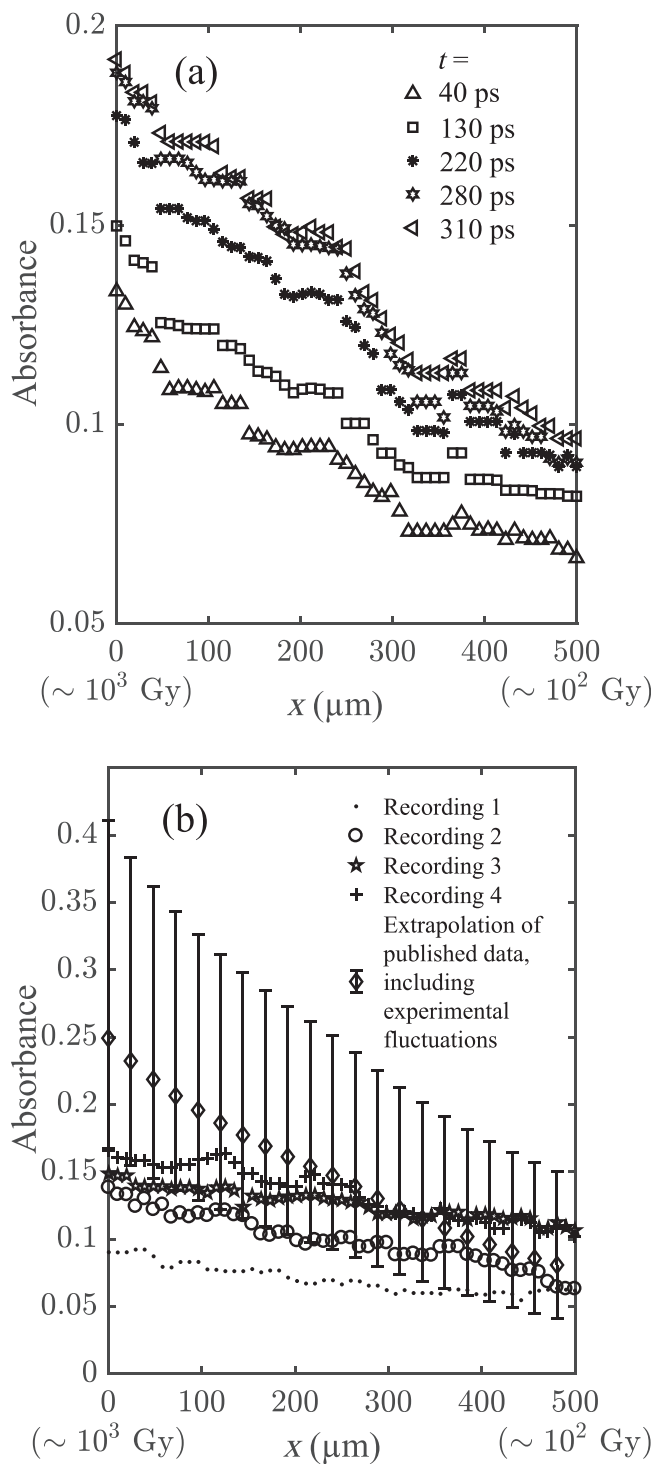 0.2
(a)
t =
40 ps
130 ps
220 ps
280 ps
310 ps
0.15
0.1
0.05
Absorbance
0 100 200 300 400 500
(∼ 10³ Gy) x (μm) (∼ 10² Gy)
(b)
Recording 1
Recording 2
Recording 3
Recording 4
Extrapolation of
published data,
including
experimental
fluctuations
0.4
0.35
0.3
0.25
0.2
0.15
0.1
0.05
0
Absorbance
0 100 200 300 400 500
(∼ 10³ Gy) x (μm) (∼ 10² Gy)